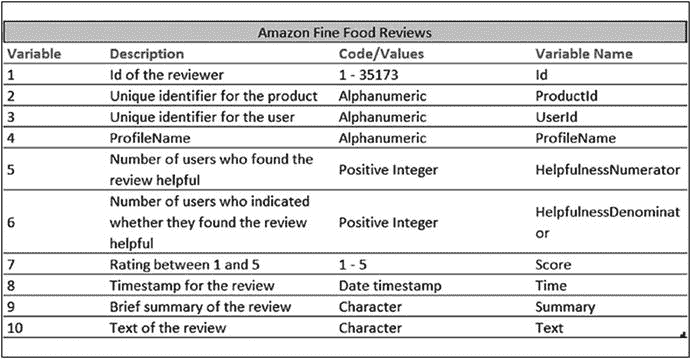 Amazon Fine Food Reviews
Variable Description Code/Values Variable Name
1 Id of the reviewer 1 - 35173 Id
2 Unique identifier for the product Alphanumeric ProductId
3 Unique identifier for the user Alphanumeric UserId
4 ProfileName Alphanumeric ProfileName
5 Number of users who found the review helpful Positive Integer HelpfulnessNumerator
6 Number of users who indicated whether they found the review helpful Positive Integer HelpfulnessDenominator
7 Rating between 1 and 5 1 - 5 Score
8 Timestamp for the review Date timestamp Time
9 Brief summary of the review Character Summary
10 Text of the review Character Text